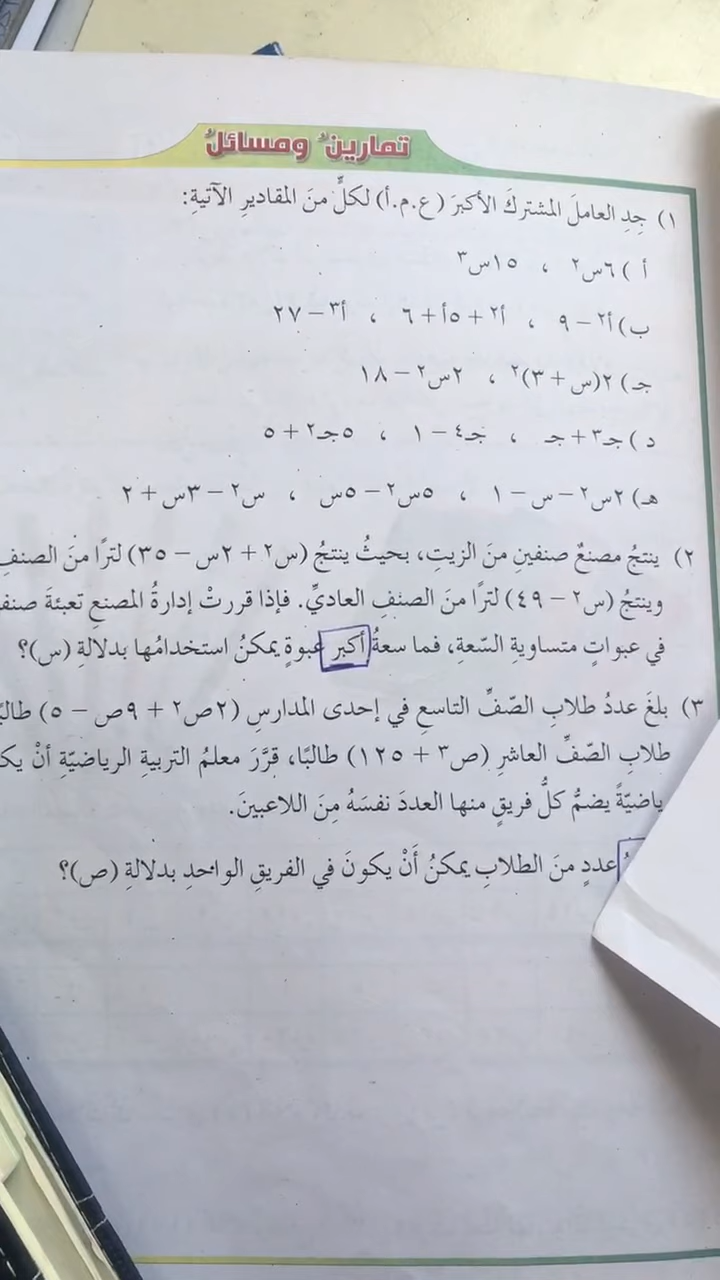 تمارينٌ ومسائلٌ
١) جِدِ العاملَ المشتركَ الأكبرَ (ع.م.أ) لكلٍّ منَ المقاديرِ الآتيةِ:
أ ) ٦س٢ ، ١٥س٣
ب) أ٢ – ٩ ، أ٢ + ٥أ + ٦ ، أ٣ – ٢٧
جـ) ٢(س + ٣)٢ ، ٢س٢ – ١٨
د ) جـ٣ + جـ ، جـ٤ – ١ ، ٥جـ٢ + ٥
هـ) ٢س٢ – س – ١ ، ٥س٢ – ٥س ، س٢ – ٣س + ٢
٢) ينتجُ مصنعٌ صنفينِ منَ الزيتِ، بحيثُ ينتجُ (س٢ + ٢س – ٣٥) لترًا منَ الصنفِ
وينتجُ (س٢ – ٤٩) لترًا منَ الصنفِ العاديِّ. فإذا قررتْ إدارةُ المصنعِ تعبئةَ صنف
في عبواتٍ متساويةِ السّعةِ، فما سعةُ أكبرِ عبوةٍ يمكنُ استخدامُها بدلالةِ (س)؟
٣) بلغَ عددُ طلابِ الصّفِّ التاسعِ في إحدى المدارسِ (٢ص٢ + ٩ص – ٥) طالبًا
طلابِ الصّفِّ العاشرِ (ص٣ + ١٢٥) طالبًا، قرَّرَ معلمُ التربيةِ الرياضيّةِ أنْ يك
ياضيّةً يضمُّ كلُّ فريقٍ منها العددَ نفسَهُ مِنَ اللاعبينَ.
عددٍ منَ الطلابِ يمكنُ أَنْ يكونَ في الفريقِ الواحدِ بدلالةِ (ص)؟